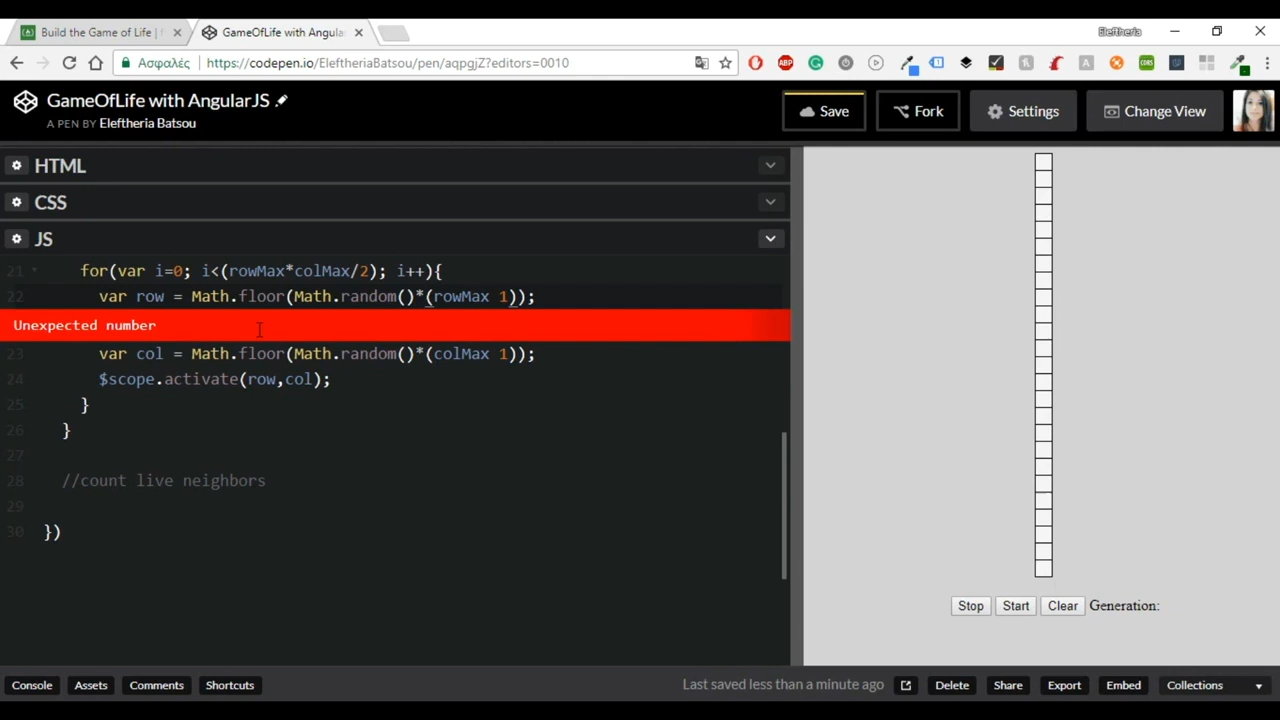 Build the Game of Life | f
GameOfLife with Angula
Eleftheria
Ασφαλές
https://codepen.io/EleftheriaBatsou/pen/aqpgjZ?editors=0010
GameOfLife with AngularJS
A PEN BY Eleftheria Batsou
Save
Fork
Settings
Change View
HTML
CSS
JS
21 for(var i=0; i<(rowMax*colMax/2); i++){
22 var row = Math.floor(Math.random()*(rowMax 1));
Unexpected number
23 var col = Math.floor(Math.random()*(colMax 1));
24 $scope.activate(row,col);
25 }
26 }
27
28 //count live neighbors
29
30 })
Stop Start Clear Generation:
Console Assets Comments Shortcuts
Last saved less than a minute ago
Delete Share Export Embed Collections